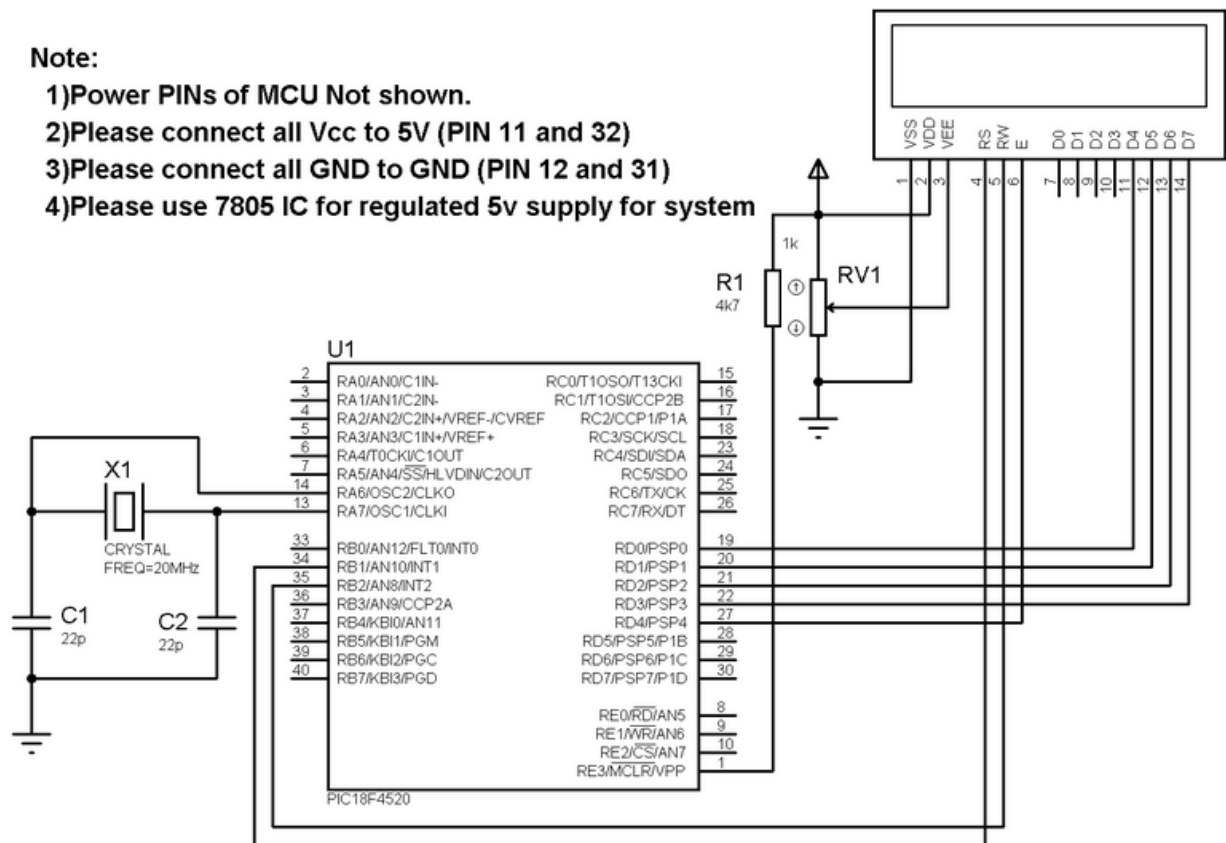 Note:
1)Power PINs of MCU Not shown.
2)Please connect all Vcc to 5V (PIN 11 and 32)
3)Please connect all GND to GND (PIN 12 and 31)
4)Please use 7805 IC for regulated 5v supply for system
VSS
VDD
VEE
RS
RW
E
D0
D1
D2
D3
D4
D5
D6
D7
1
2
3
4
5
6
7
8
9
10
11
12
13
14
1k
R1
4k7
RV1
U1
2 RA0/AN0/C1IN-
3 RA1/AN1/C2IN-
4 RA2/AN2/C2IN+/VREF-/CVREF
5 RA3/AN3/C1IN+/VREF+
6 RA4/T0CKI/C1OUT
7 RA5/AN4/SS/HLVDIN/C2OUT
14 RA6/OSC2/CLKO
13 RA7/OSC1/CLKI
33 RB0/AN12/FLT0/INT0
34 RB1/AN10/INT1
35 RB2/AN8/INT2
36 RB3/AN9/CCP2A
37 RB4/KBI0/AN11
38 RB5/KBI1/PGM
39 RB6/KBI2/PGC
40 RB7/KBI3/PGD
RC0/T1OSO/T13CKI 15
RC1/T1OSI/CCP2B 16
RC2/CCP1/P1A 17
RC3/SCK/SCL 18
RC4/SDI/SDA 23
RC5/SDO 24
RC6/TX/CK 25
RC7/RX/DT 26
RD0/PSP0 19
RD1/PSP1 20
RD2/PSP2 21
RD3/PSP3 22
RD4/PSP4 27
RD5/PSP5/P1B 28
RD6/PSP6/P1C 29
RD7/PSP7/P1D 30
RE0/RD/AN5 8
RE1/WR/AN6 9
RE2/CS/AN7 10
RE3/MCLR/VPP 1
PIC18F4520
X1
CRYSTAL
FREQ=20MHz
C1
22p
C2
22p